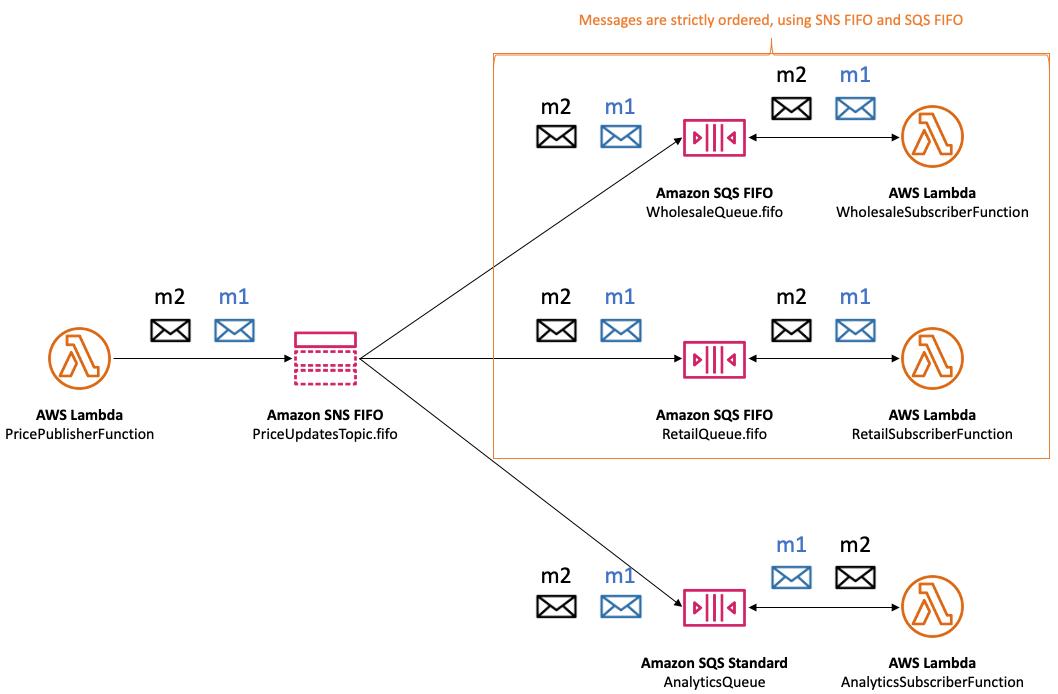 Messages are strictly ordered, using SNS FIFO and SQS FIFO
m2 m1
m2 m1
Amazon SQS FIFO
WholesaleQueue.fifo
AWS Lambda
WholesaleSubscriberFunction
m2 m1
m2 m1
m2 m1
AWS Lambda
PricePublisherFunction
Amazon SNS FIFO
PriceUpdatesTopic.fifo
Amazon SQS FIFO
RetailQueue.fifo
AWS Lambda
RetailSubscriberFunction
m2 m1
m1 m2
Amazon SQS Standard
AnalyticsQueue
AWS Lambda
AnalyticsSubscriberFunction